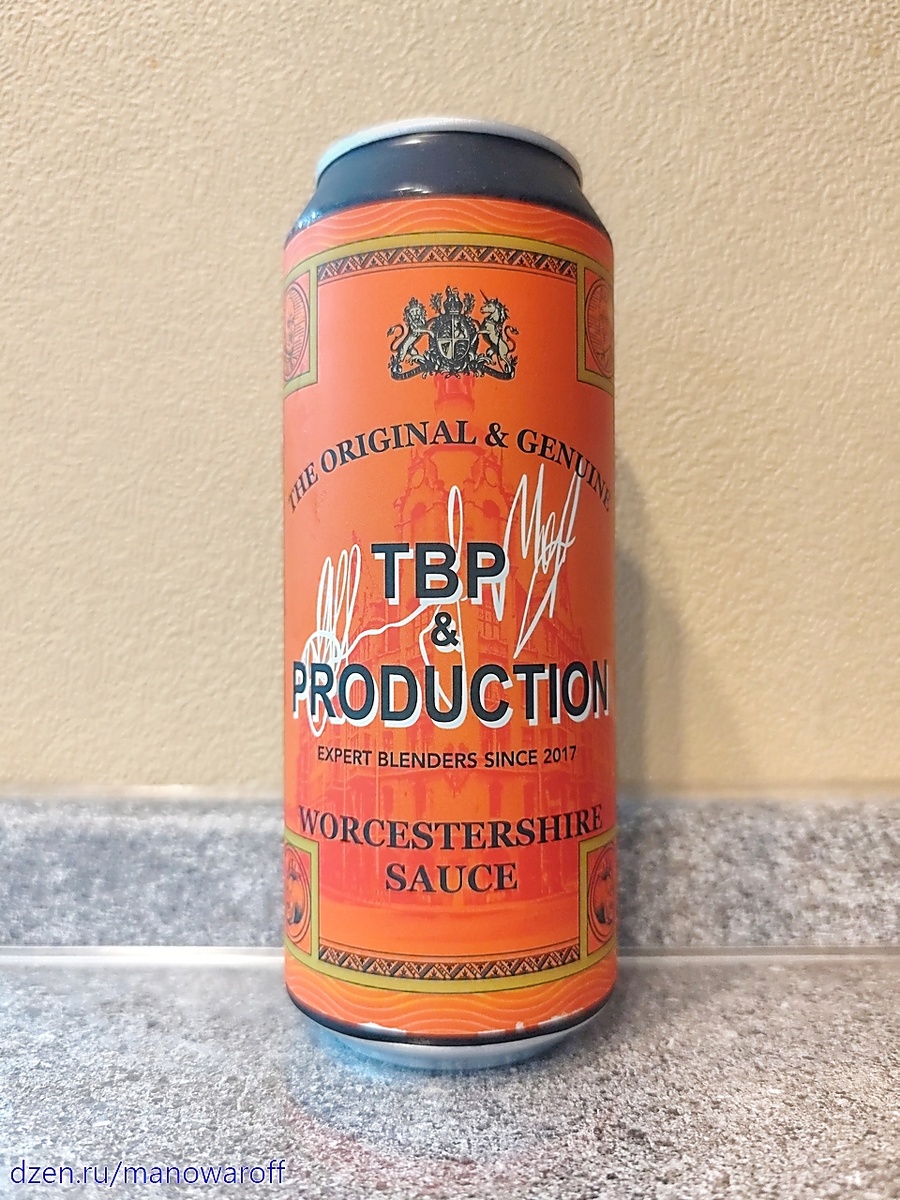 THE ORIGINAL & GENUINE
TBP
&
PRODUCTION
EXPERT BLENDERS SINCE 2017
WORCESTERSHIRE
SAUCE
dzen.ru/manowaroff